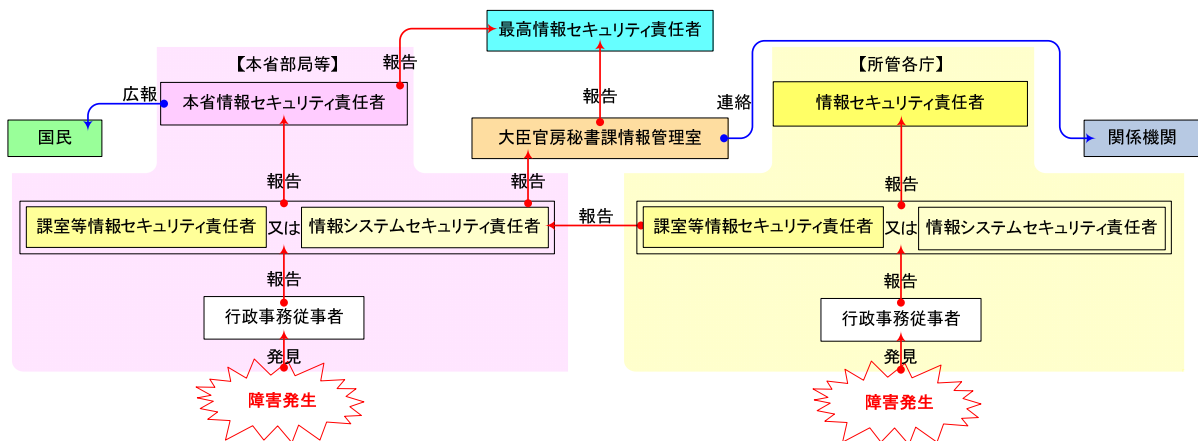 最高情報セキュリティ責任者
【本省部局等】
報告
【所管各庁】
広報
本省情報セキュリティ責任者
報告
連絡
情報セキュリティ責任者
国民
大臣官房秘書課情報管理室
関係機関
報告
報告
報告
課室等情報セキュリティ責任者
又は
情報システムセキュリティ責任者
報告
課室等情報セキュリティ責任者
又は
情報システムセキュリティ責任者
報告
報告
行政事務従事者
行政事務従事者
発見
発見
障害発生
障害発生